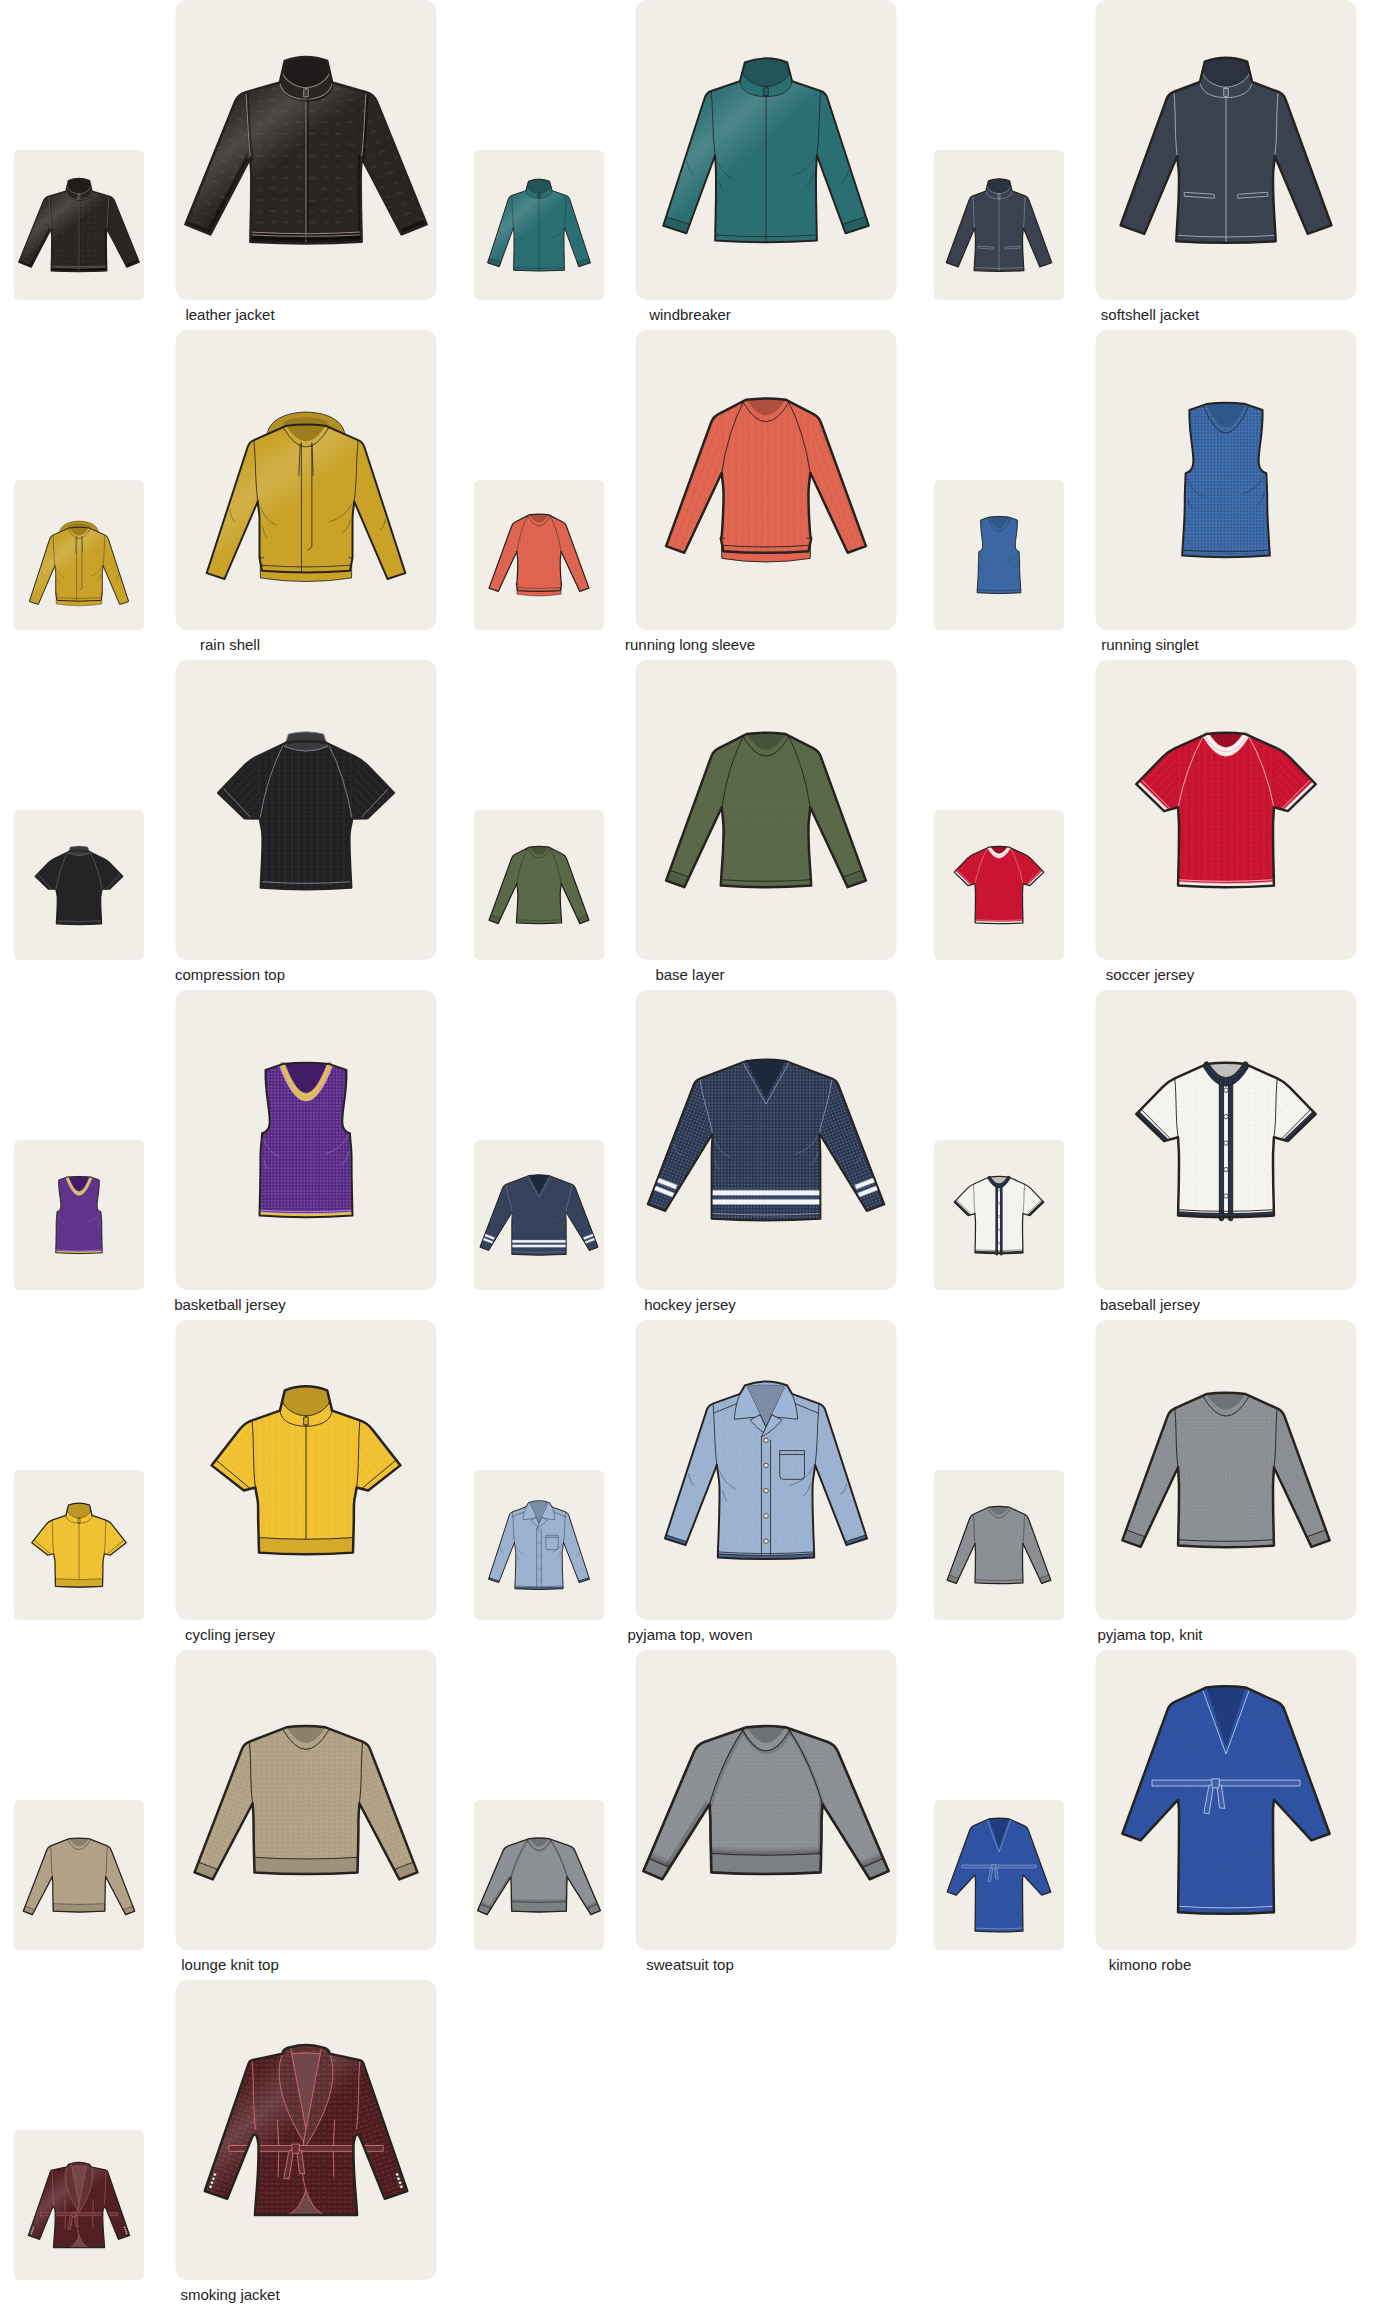 leather jacket
windbreaker
softshell jacket
rain shell
running long sleeve
running singlet
compression top
base layer
soccer jersey
basketball jersey
hockey jersey
baseball jersey
cycling jersey
pyjama top, woven
pyjama top, knit
lounge knit top
sweatsuit top
kimono robe
smoking jacket